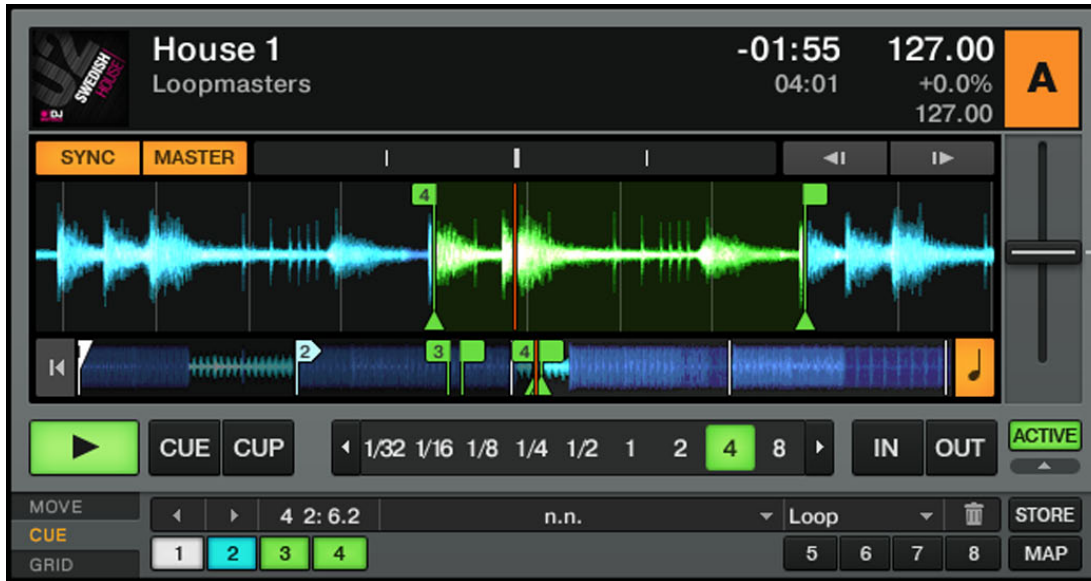 02
SWEDISH
HOUSE
DJ
House 1
Loopmasters
-01:55
04:01
127.00
+0.0%
127.00
A
SYNC MASTER
4
2 3 4
CUE CUP 1/32 1/16 1/8 1/4 1/2 1 2 4 8 IN OUT ACTIVE
MOVE
CUE
GRID
4 2: 6.2 n.n. Loop STORE
1 2 3 4 5 6 7 8 MAP